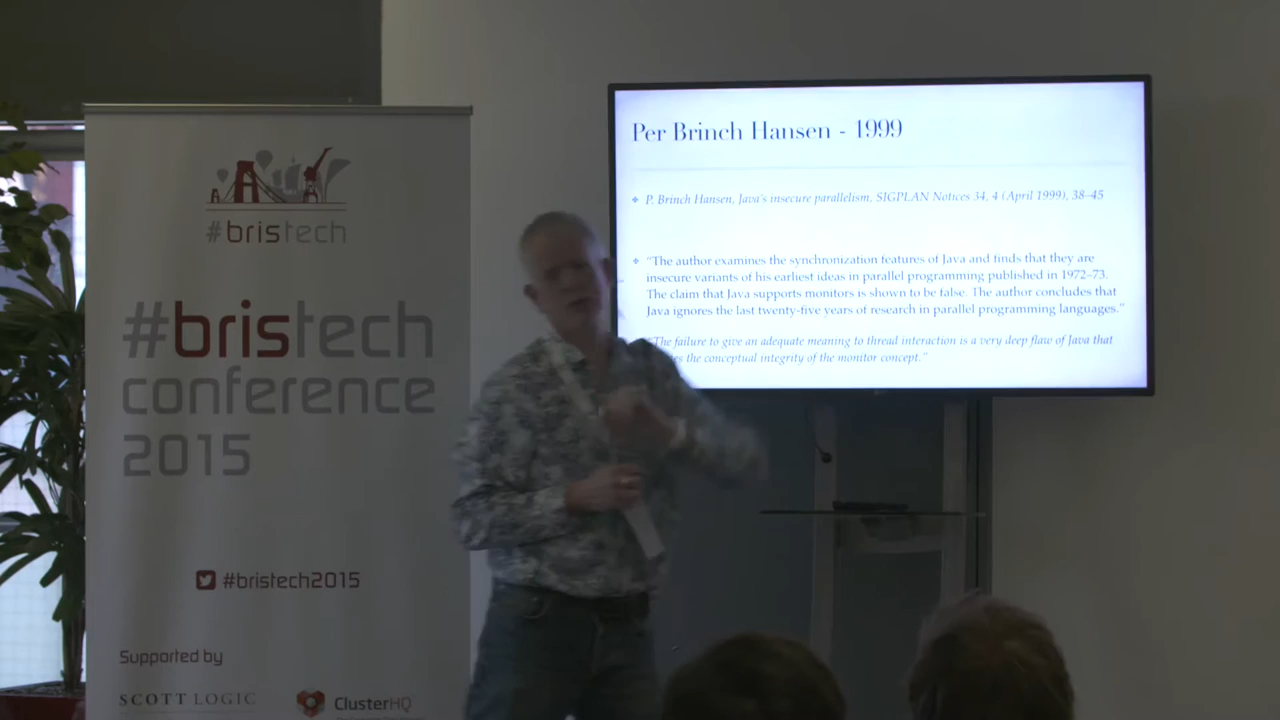 #bristech
#bristech
conference
2015
#bristech2015
Supported by
SCOTT LOGIC
ClusterHQ
Per Brinch Hansen - 1999
P. Brinch Hansen, Java's insecure parallelism, SIGPLAN Notices 34, 4 (April 1999), 38–45
“The author examines the synchronization features of Java and finds that they are
insecure variants of his earliest ideas in parallel programming published in 1972–73.
The claim that Java supports monitors is shown to be false. The author concludes that
Java ignores the last twenty-five years of research in parallel programming languages.”
“The failure to give an adequate meaning to thread interaction is a very deep flaw of Java that
the conceptual integrity of the monitor concept.”